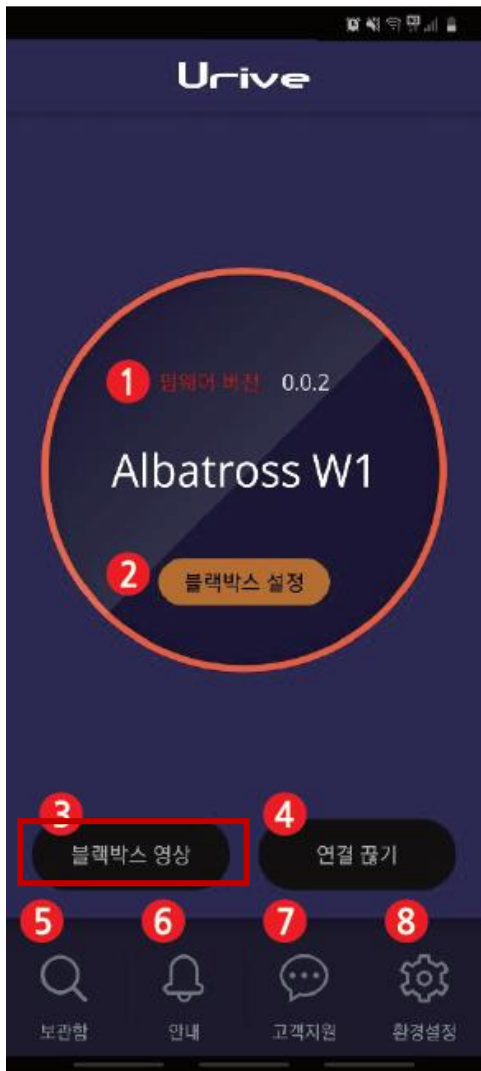 Urive
1 펌웨어 버전 0.0.2
Albatross W1
2 블랙박스 설정
3 4
블랙박스 영상 연결 끊기
5 6 7 8
보관함 안내 고객지원 환경설정